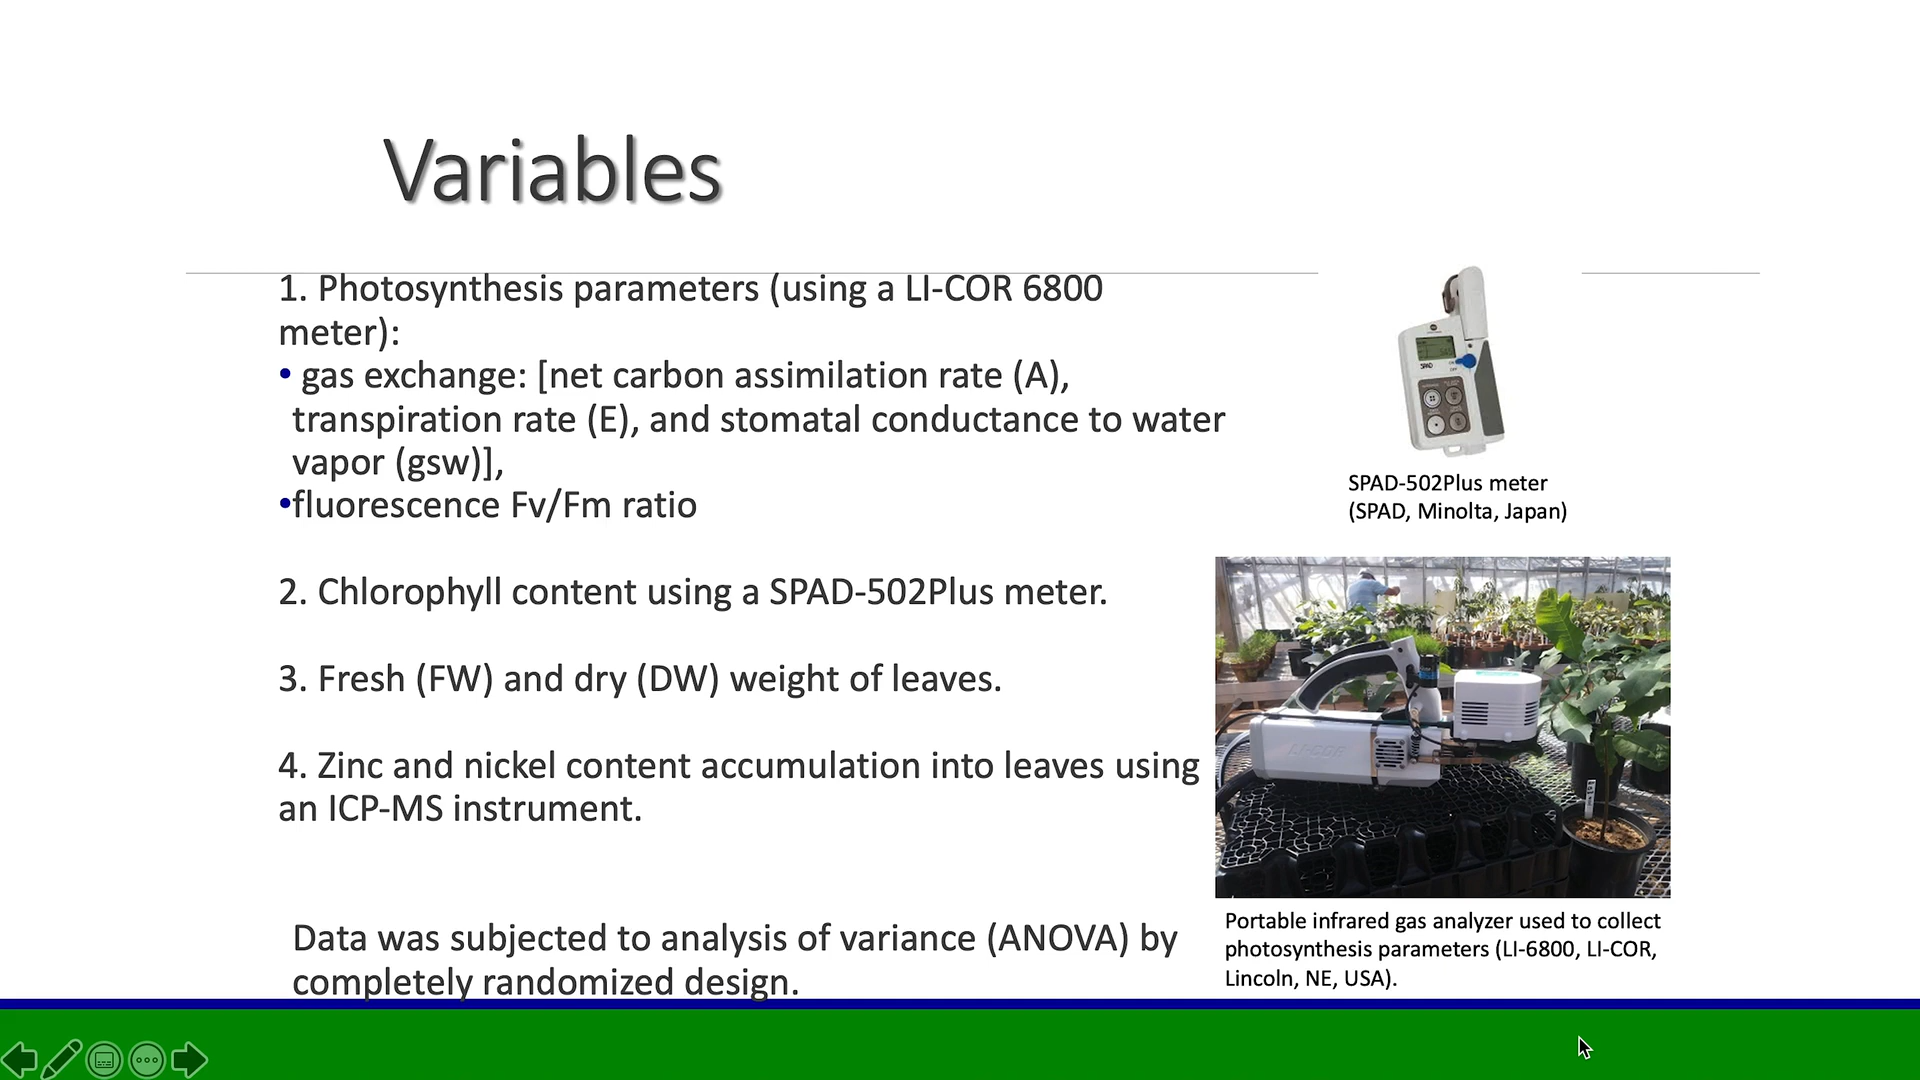 Variables
1. Photosynthesis parameters (using a LI-COR 6800
meter):
• gas exchange: [net carbon assimilation rate (A),
transpiration rate (E), and stomatal conductance to water
vapor (gsw)],
•fluorescence Fv/Fm ratio
2. Chlorophyll content using a SPAD-502Plus meter.
3. Fresh (FW) and dry (DW) weight of leaves.
4. Zinc and nickel content accumulation into leaves using
an ICP-MS instrument.
Data was subjected to analysis of variance (ANOVA) by
completely randomized design.
SPAD
SPAD-502Plus meter
(SPAD, Minolta, Japan)
LI-COR
Portable infrared gas analyzer used to collect
photosynthesis parameters (LI-6800, LI-COR,
Lincoln, NE, USA).